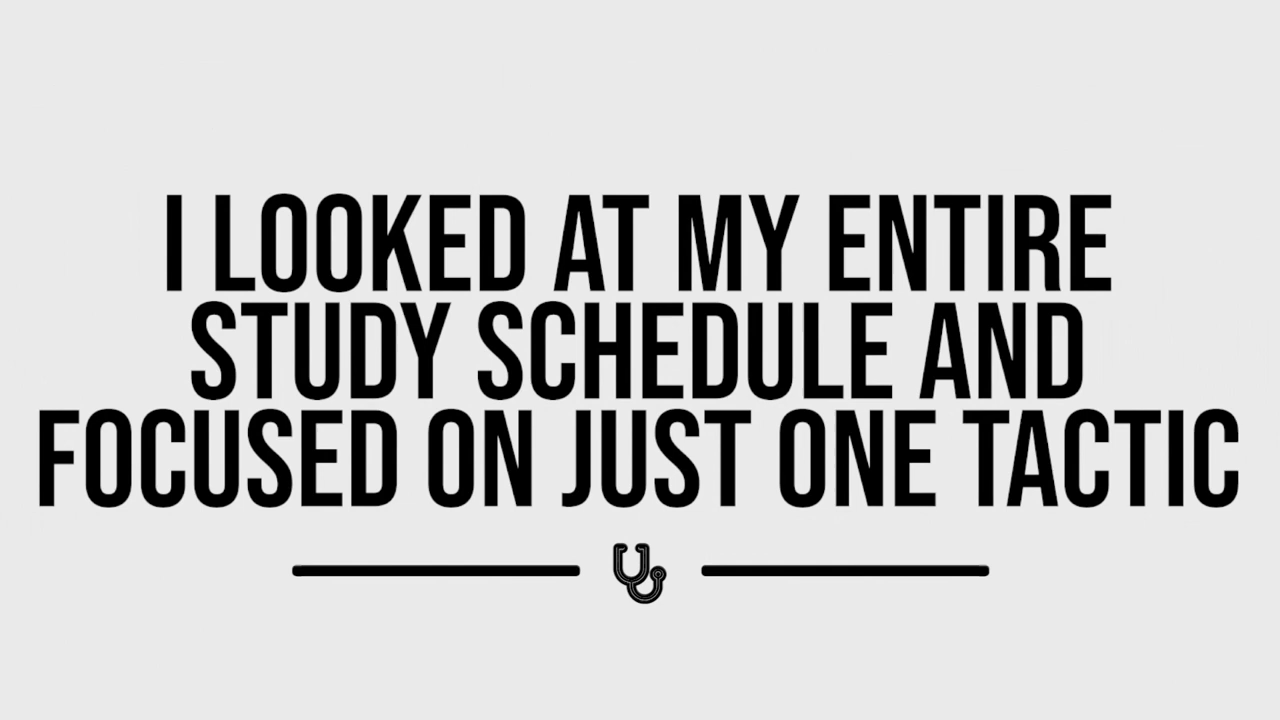 I LOOKED AT MY ENTIRE
STUDY SCHEDULE AND
FOCUSED ON JUST ONE TACTIC